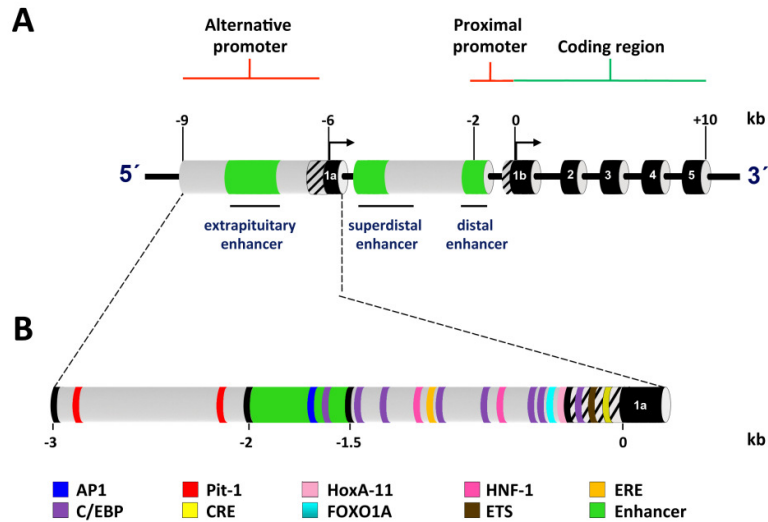 A
Alternative
promoter
Proximal
promoter
Coding region
-9
-6
-2
0
+10
kb
5´
1a
1b
2
3
4
5
3´
extrapituitary
enhancer
superdistal
enhancer
distal
enhancer
B
1a
-3
-2
-1.5
0
kb
AP1
Pit-1
HoxA-11
HNF-1
ERE
C/EBP
CRE
FOXO1A
ETS
Enhancer